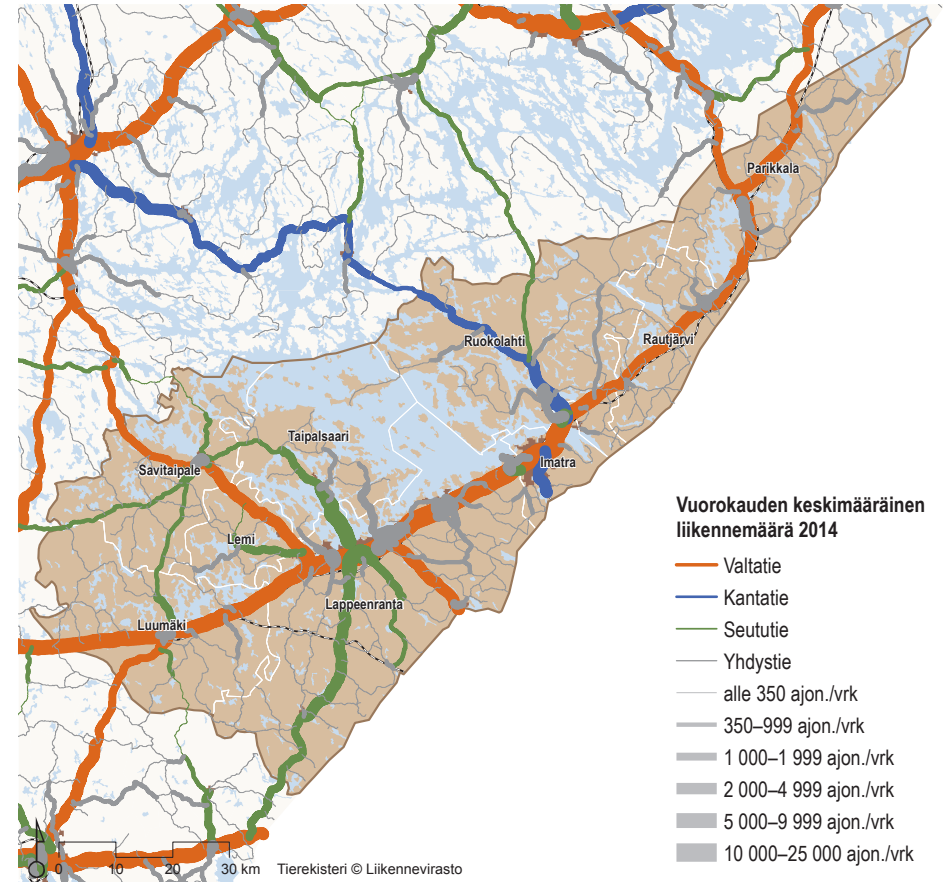 Parikkala
Ruokolahti
Rautjärvi
Taipalsaari
Imatra
Savitaipale
Lemi
Lappeenranta
Luumäki
Vuorokauden keskimääräinen
liikennemäärä 2014
Valtatie
Kantatie
Seututie
Yhdystie
alle 350 ajon./vrk
350–999 ajon./vrk
1 000–1 999 ajon./vrk
2 000–4 999 ajon./vrk
5 000–9 999 ajon./vrk
10 000–25 000 ajon./vrk
0 10 20 30 km Tierekisteri © Liikennevirasto